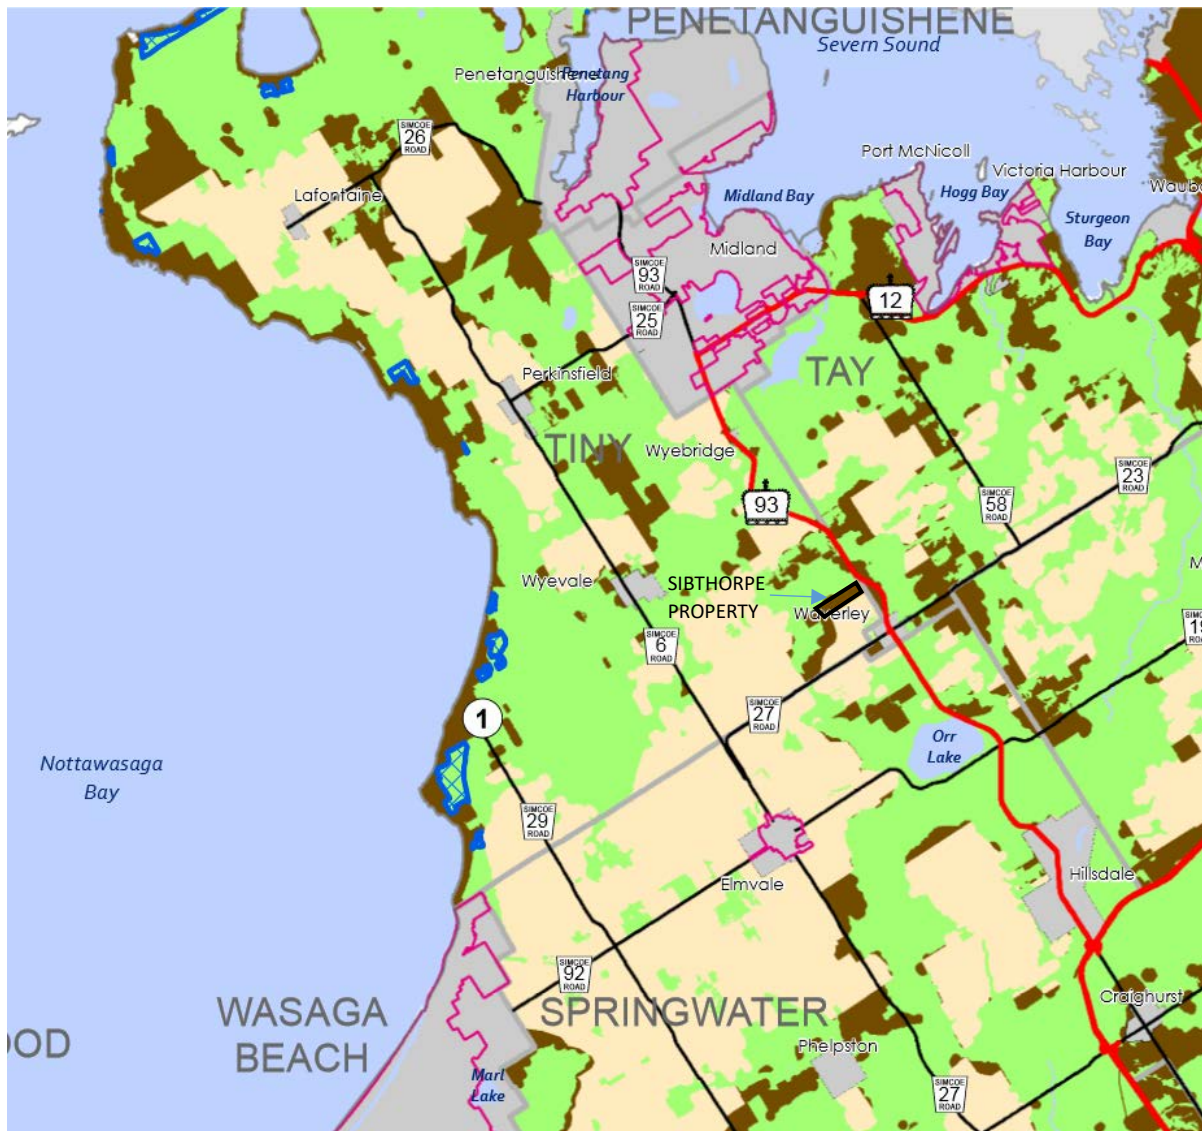 PENETANGUISHENE
Severn Sound
Penetanguishene
Penetang
Harbour
SIMCOE
26
ROAD
Port McNicoll
Victoria Harbour
Lafontaine
Midland Bay
Hogg Bay
Sturgeon
Bay
Midland
SIMCOE
93
ROAD
12
SIMCOE
25
ROAD
Perkinsfield
TAY
TINY
Wyebridge
SIMCOE
23
ROAD
93
SIMCOE
58
ROAD
Wyevale
SIBTHORPE
PROPERTY
Waverley
SIMCOE
6
ROAD
SIMCOE
27
ROAD
1
Orr
Lake
Nottawasaga
Bay
SIMCOE
29
ROAD
Hillsdale
Elmvale
SIMCOE
92
ROAD
Craighurst
WASAGA
BEACH
SPRINGWATER
OOD
Phelpston
Marl
Lake
SIMCOE
27
ROAD